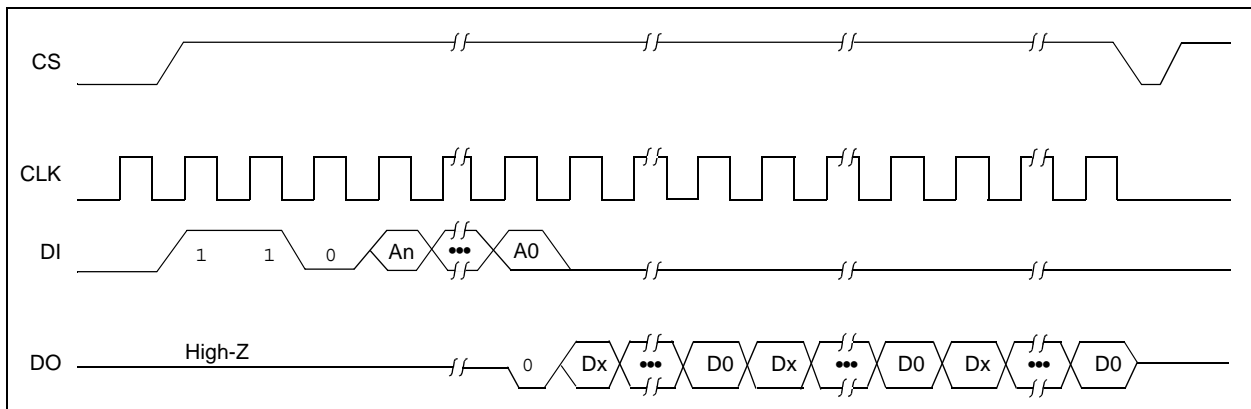 CS
CLK
DI 1 1 0 An ••• A0
High-Z
DO 0 Dx ••• D0 Dx ••• D0 Dx ••• D0